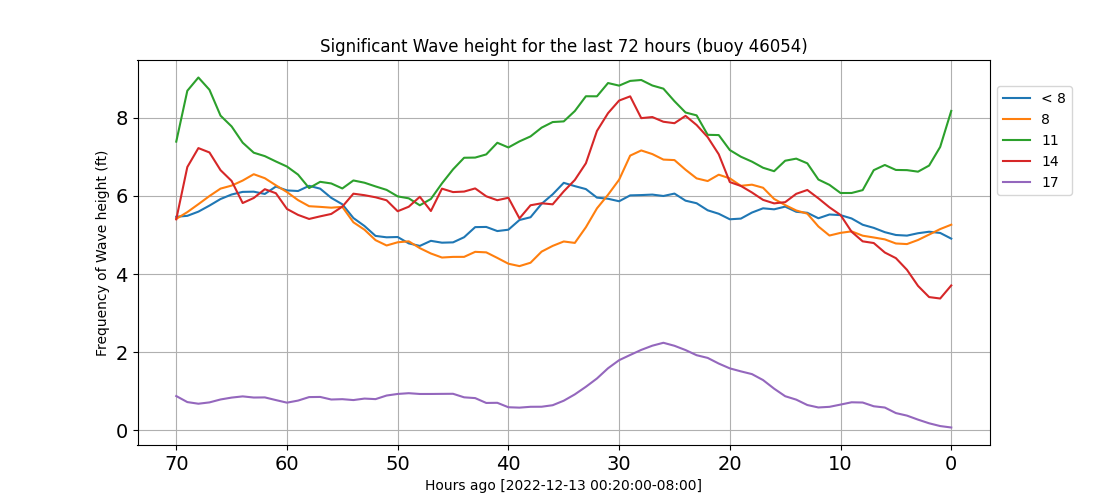 Significant Wave height for the last 72 hours (buoy 46054)
Frequency of Wave height (ft)
8
6
4
2
0
70 60 50 40 30 20 10 0
Hours ago [2022-12-13 00:20:00-08:00]
< 8
8
11
14
17